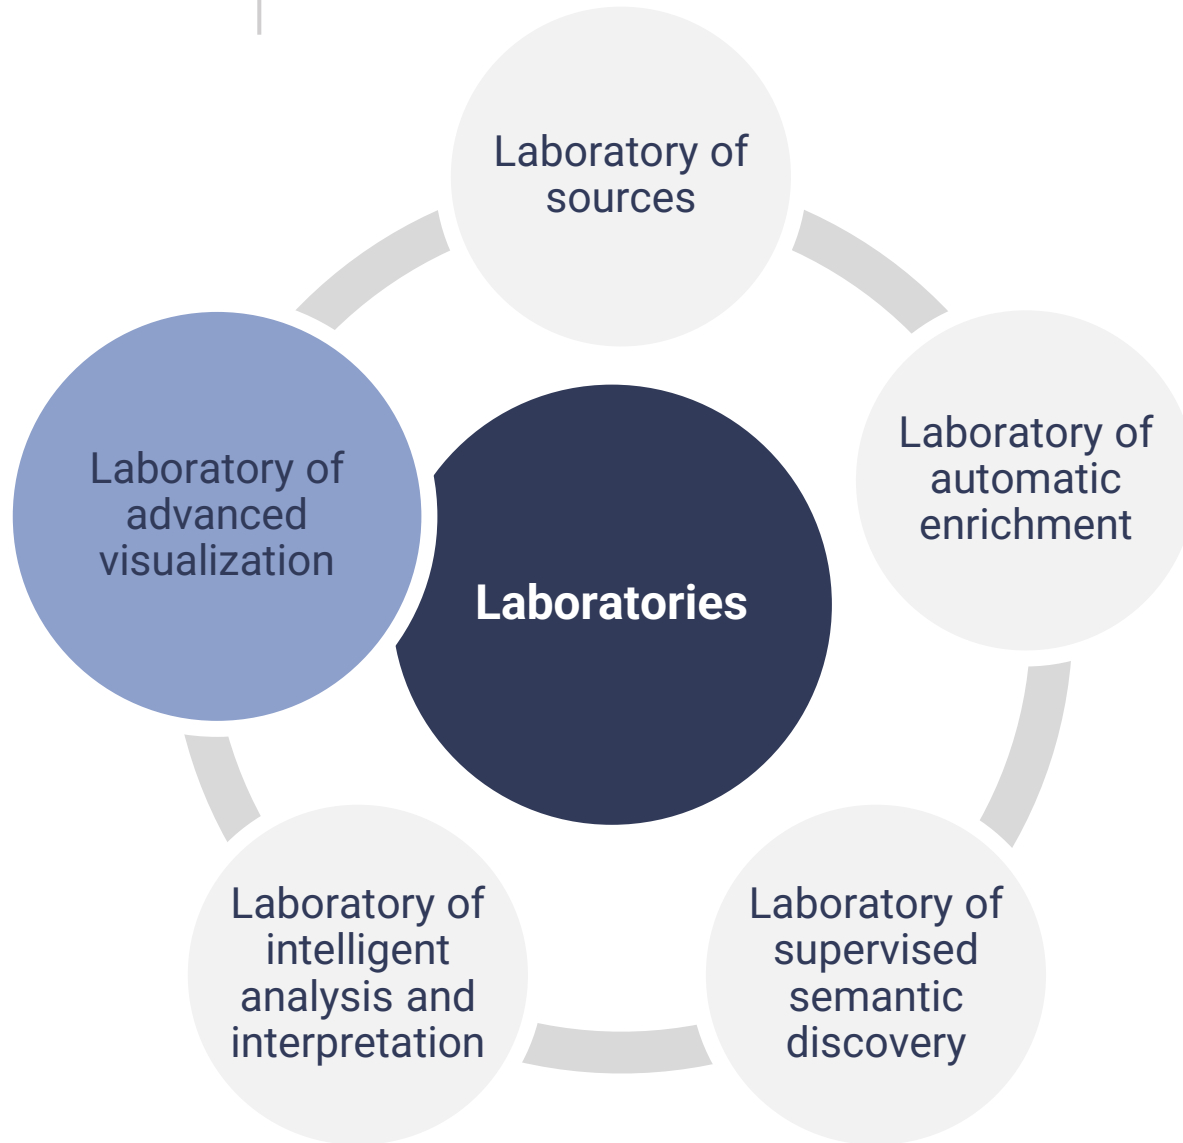 Laboratory of
sources
Laboratory of
automatic
enrichment
Laboratory of
advanced
visualization
Laboratories
Laboratory of
intelligent
analysis and
interpretation
Laboratory of
supervised
semantic
discovery